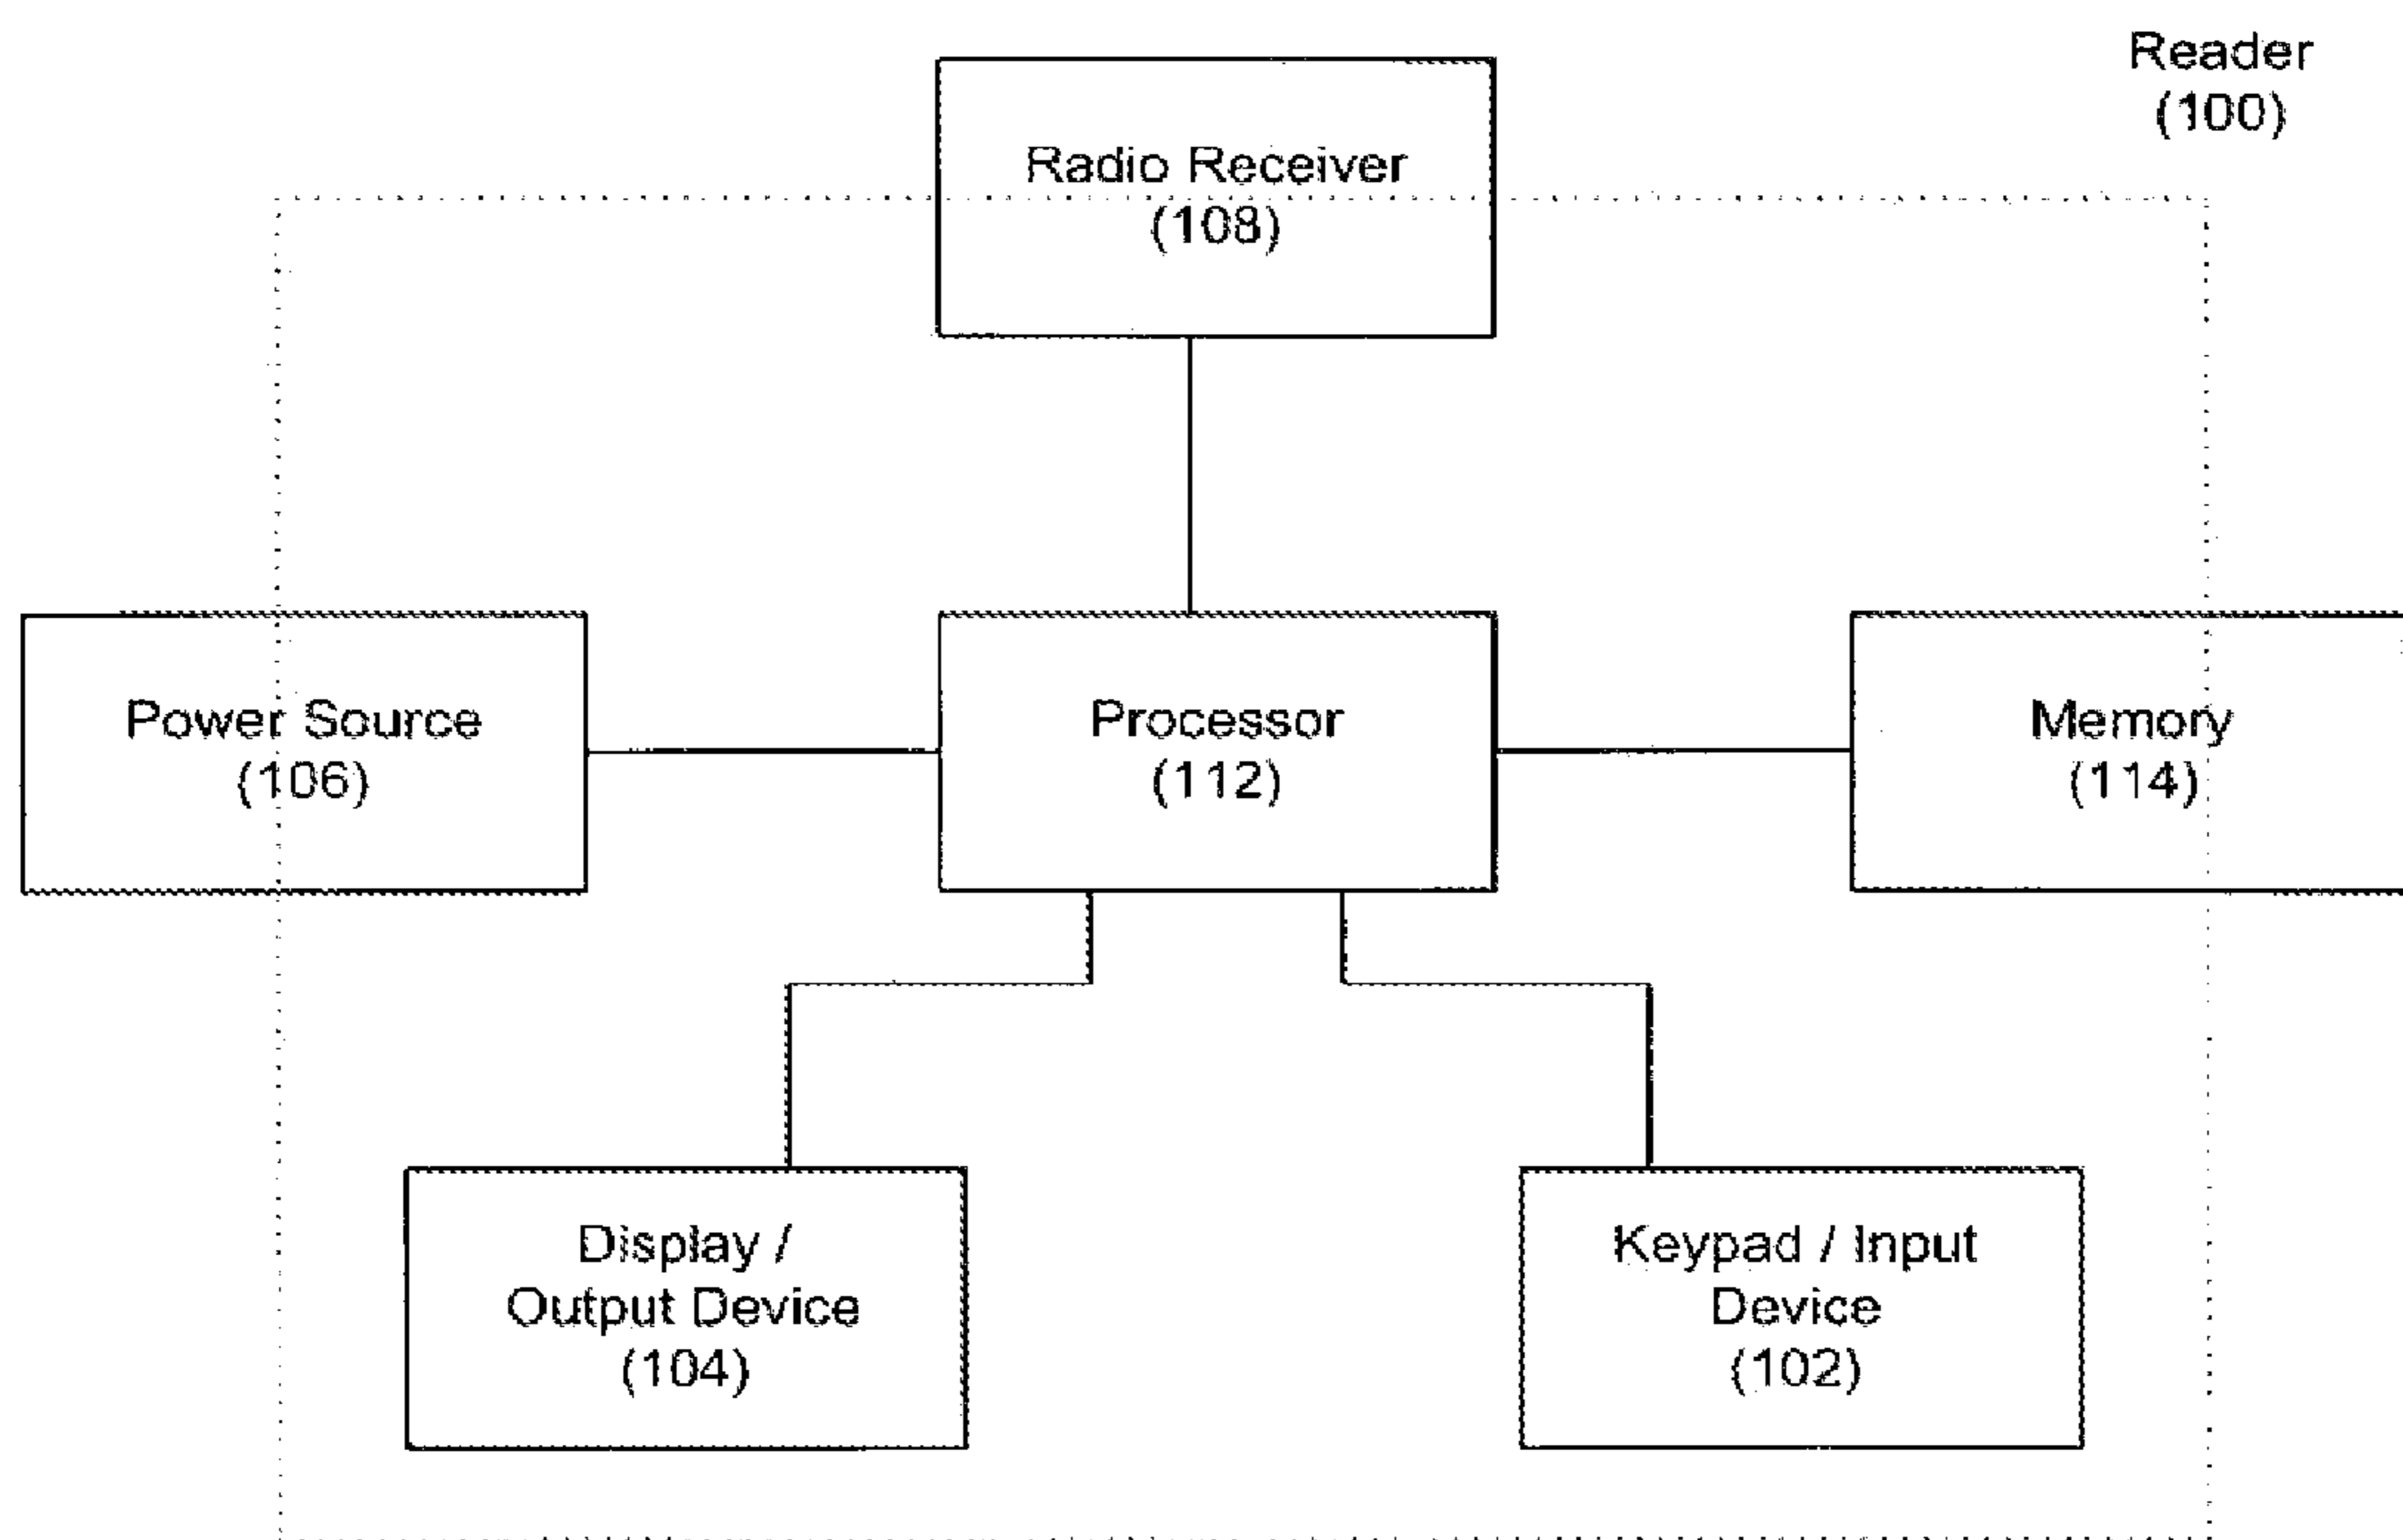 Reader
(100)
Radio Receiver
(108)
Power Source
(106)
Processor
(112)
Memory
(114)
Display /
Output Device
(104)
Keypad / Input
Device
(102)